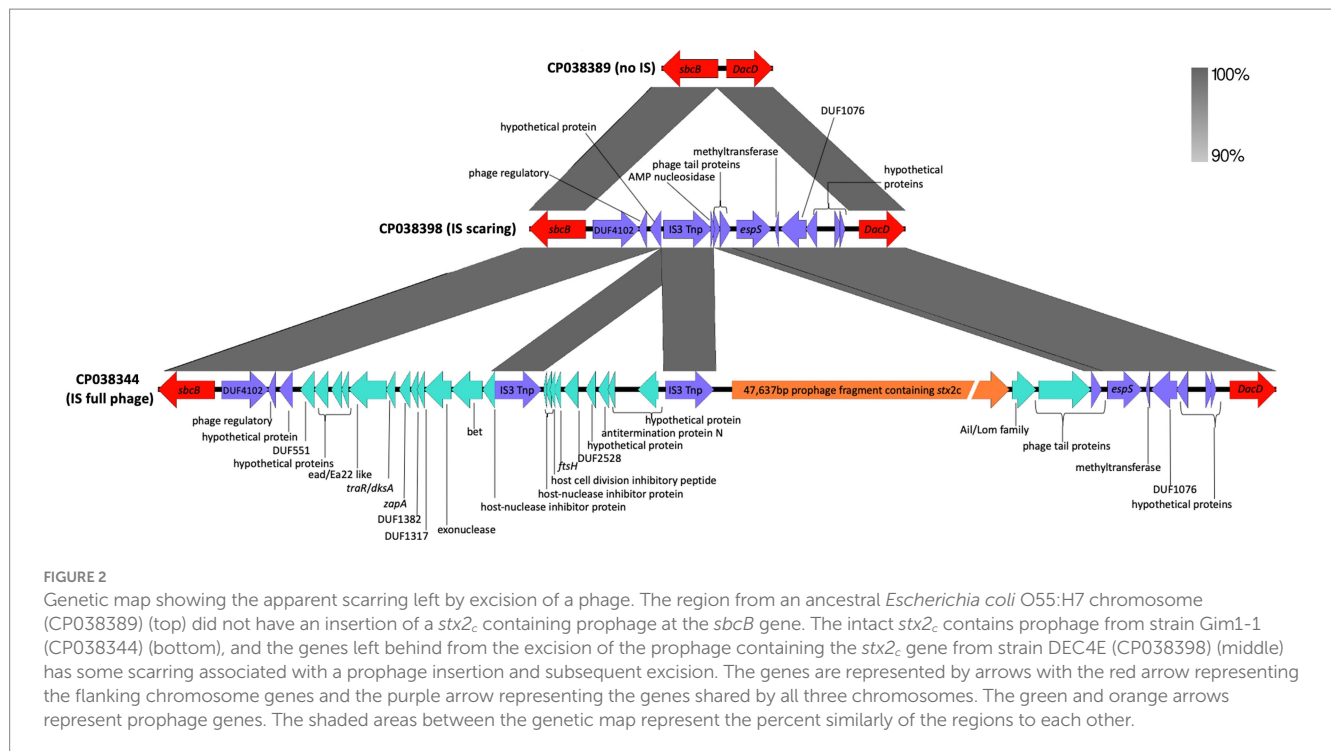 CP038389 (no IS)
sbcB
DacD
100%
90%
DUF1076
hypothetical protein
methyltransferase
phage tail proteins
AMP nucleosidase
hypothetical
proteins
phage regulatory
CP038398 (IS scarring)
sbcB
DUF4102
IS3 Tnp
espS
DacD
CP038344
(IS full phage)
sbcB
DUF4102
IS3 Tnp
IS3 Tnp
47,637bp prophage fragment containing stx2c
espS
DacD
phage regulatory
hypothetical protein
DUF551
hypothetical proteins
ead/Ea22 like
traR/dksA
zapA
DUF1382
DUF1317
exonuclease
bet
host-nuclease inhibitor protein
host-nuclease inhibitor protein
host cell division inhibitory peptide
ftsH
DUF2528
hypothetical protein
antitermination protein N
hypothetical protein
Ail/Lom family
phage tail proteins
methyltransferase
DUF1076
hypothetical proteins
FIGURE 2
Genetic map showing the apparent scarring left by excision of a phage. The region from an ancestral Escherichia coli O55:H7 chromosome
(CP038389) (top) did not have an insertion of a stx2c containing prophage at the sbcB gene. The intact stx2c contains prophage from strain Gim1-1
(CP038344) (bottom), and the genes left behind from the excision of the prophage containing the stx2c gene from strain DEC4E (CP038398) (middle)
has some scarring associated with a prophage insertion and subsequent excision. The genes are represented by arrows with the red arrow representing
the flanking chromosome genes and the purple arrow representing the genes shared by all three chromosomes. The green and orange arrows
represent prophage genes. The shaded areas between the genetic map represent the percent similarly of the regions to each other.